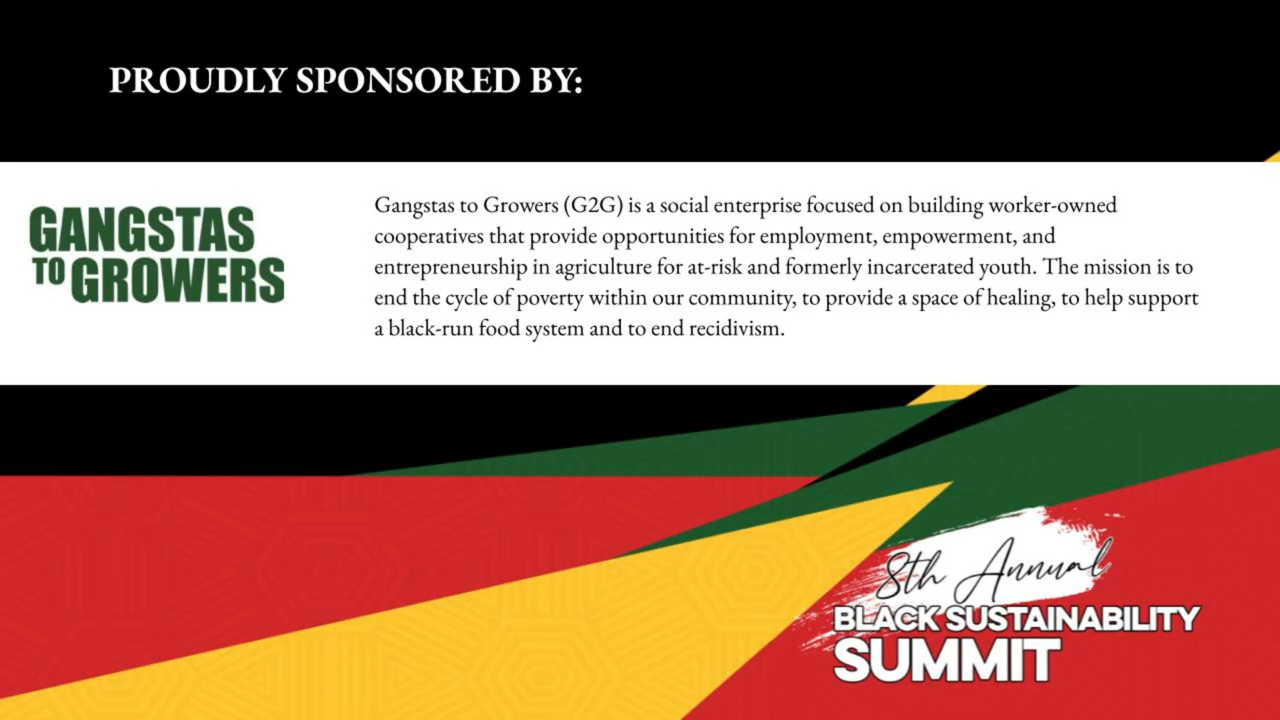 PROUDLY SPONSORED BY:
GANGSTAS
TO GROWERS
Gangstas to Growers (G2G) is a social enterprise focused on building worker-owned
cooperatives that provide opportunities for employment, empowerment, and
entrepreneurship in agriculture for at-risk and formerly incarcerated youth. The mission is to
end the cycle of poverty within our community, to provide a space of healing, to help support
a black-run food system and to end recidivism.
8th Annual
BLACK SUSTAINABILITY
SUMMIT